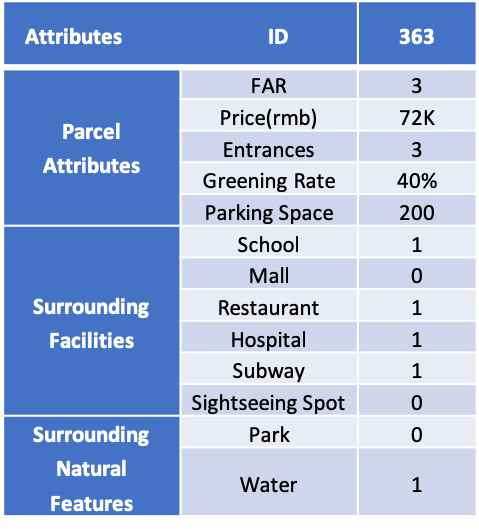 Attributes ID 363
Parcel
Attributes
FAR 3
Price(rmb) 72K
Entrances 3
Greening Rate 40%
Parking Space 200
Surrounding
Facilities
School 1
Mall 0
Restaurant 1
Hospital 1
Subway 1
Sightseeing Spot 0
Surrounding
Natural
Features
Park 0
Water 1